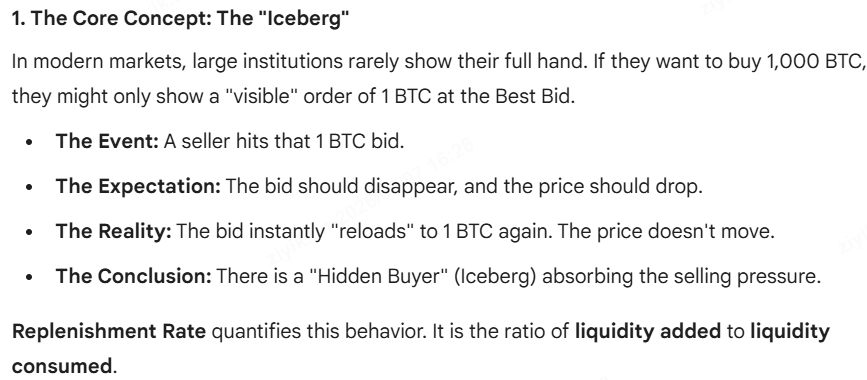 1. The Core Concept: The "Iceberg"
In modern markets, large institutions rarely show their full hand. If they want to buy 1,000 BTC,
they might only show a "visible" order of 1 BTC at the Best Bid.
• The Event: A seller hits that 1 BTC bid.
• The Expectation: The bid should disappear, and the price should drop.
• The Reality: The bid instantly "reloads" to 1 BTC again. The price doesn't move.
• The Conclusion: There is a "Hidden Buyer" (Iceberg) absorbing the selling pressure.
Replenishment Rate quantifies this behavior. It is the ratio of liquidity added to liquidity
consumed.